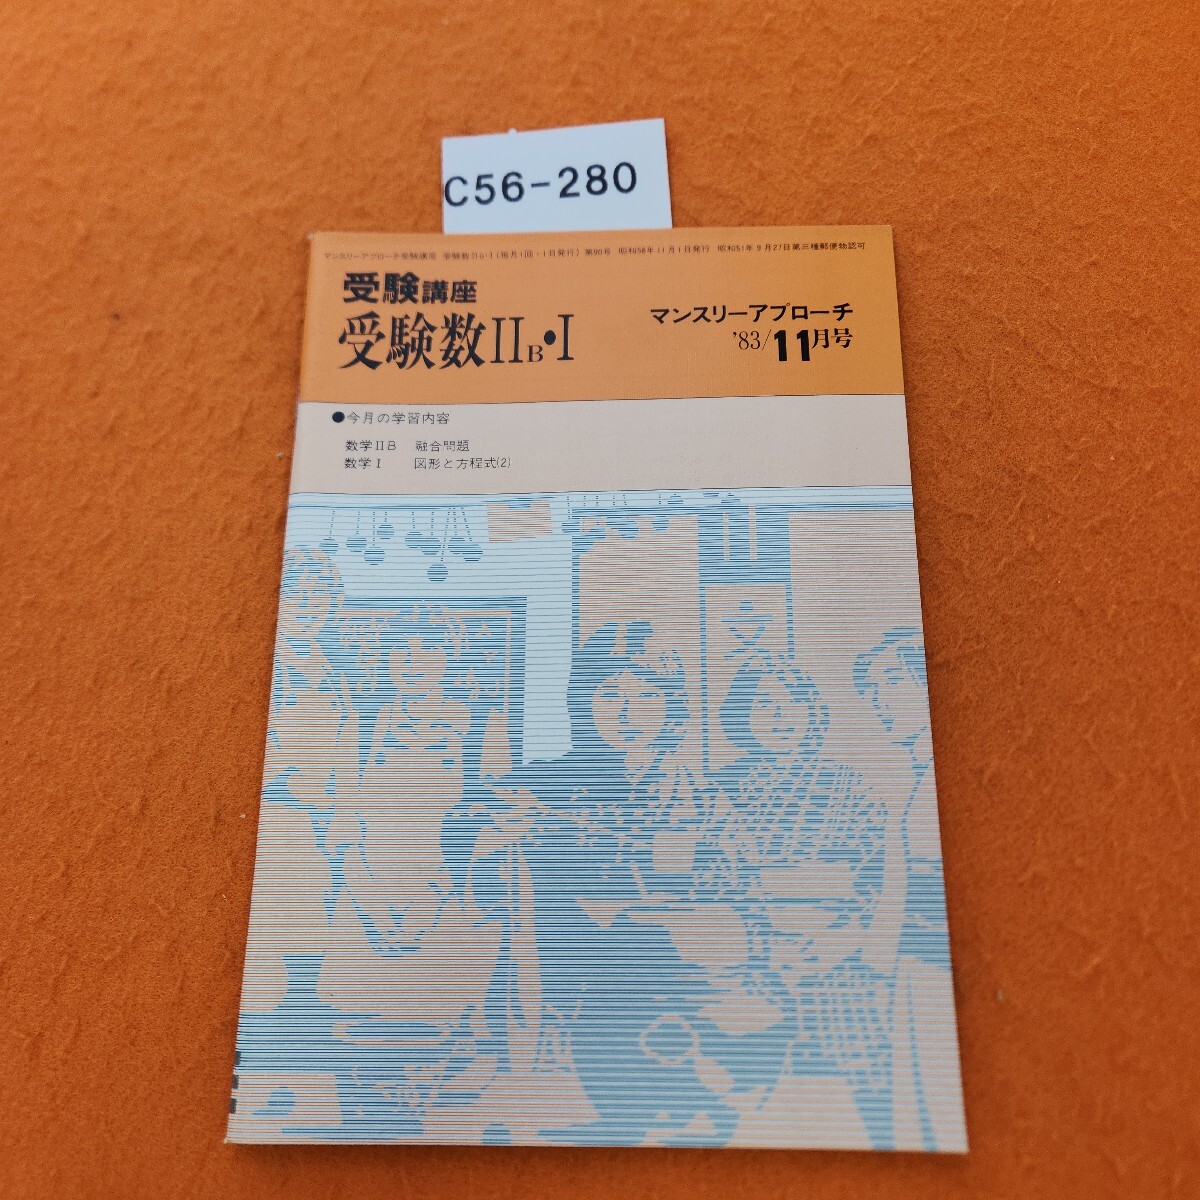 C56-280
マンスリーアプローチ受験講座 受験数IIB・I(毎月1回・1日発行)第90号 昭和58年11月1日発行 昭和51年9月27日第三種郵便物認可
受験講座
受験数IIB・I
マンスリーアプローチ
'83/11月号
●今月の学習内容
数学IIB 融合問題
数学I 図形と方程式(2)